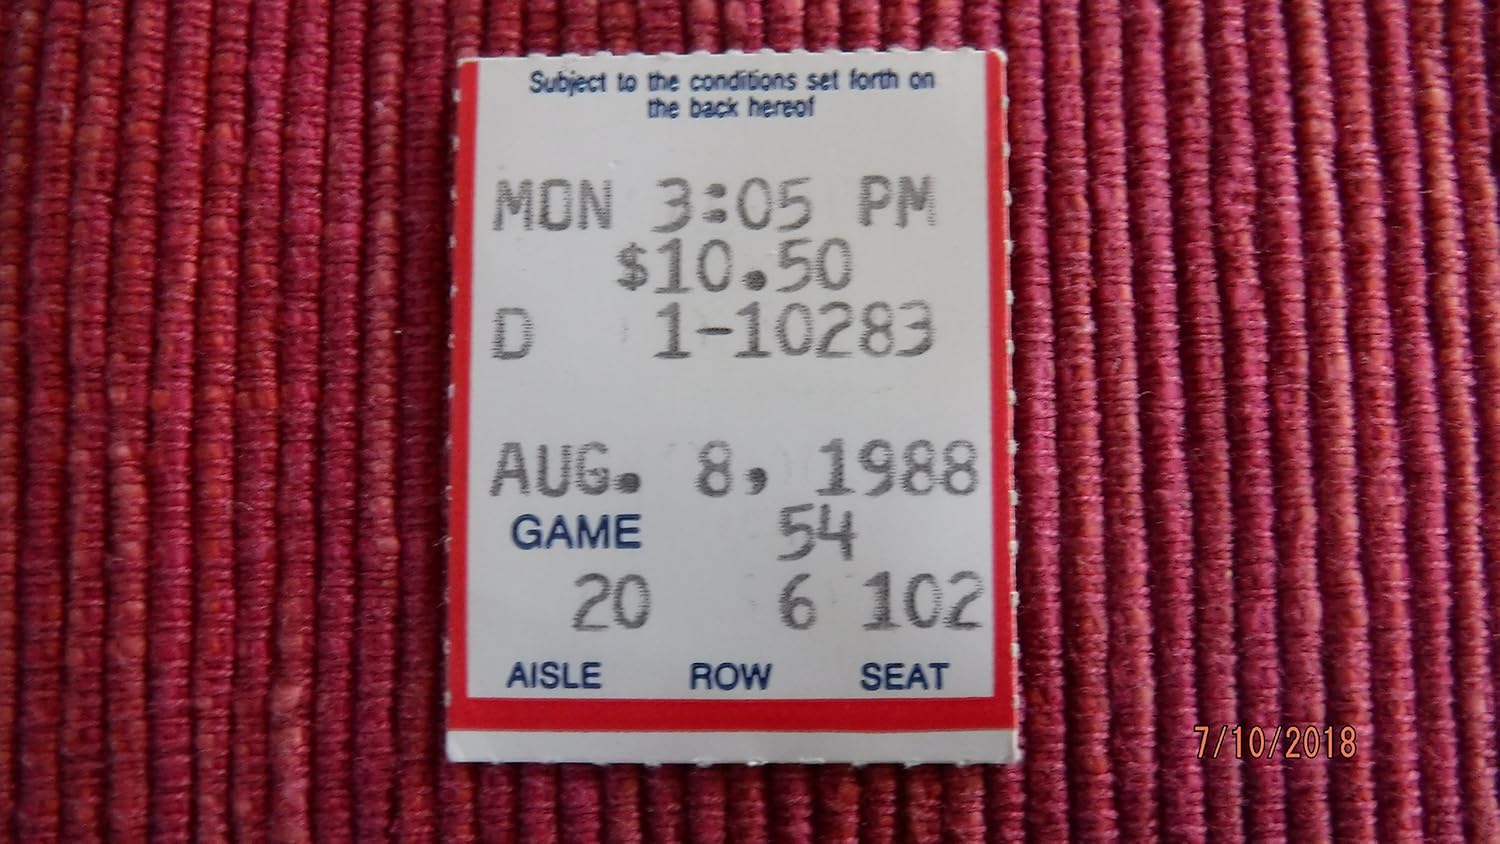 Subject to the conditions set forth on
the back hereof
MON 3:05 PM
$10.50
D 1-10283
AUG. 8, 1988
GAME 54
20 6 102
AISLE ROW SEAT
7/10/2018